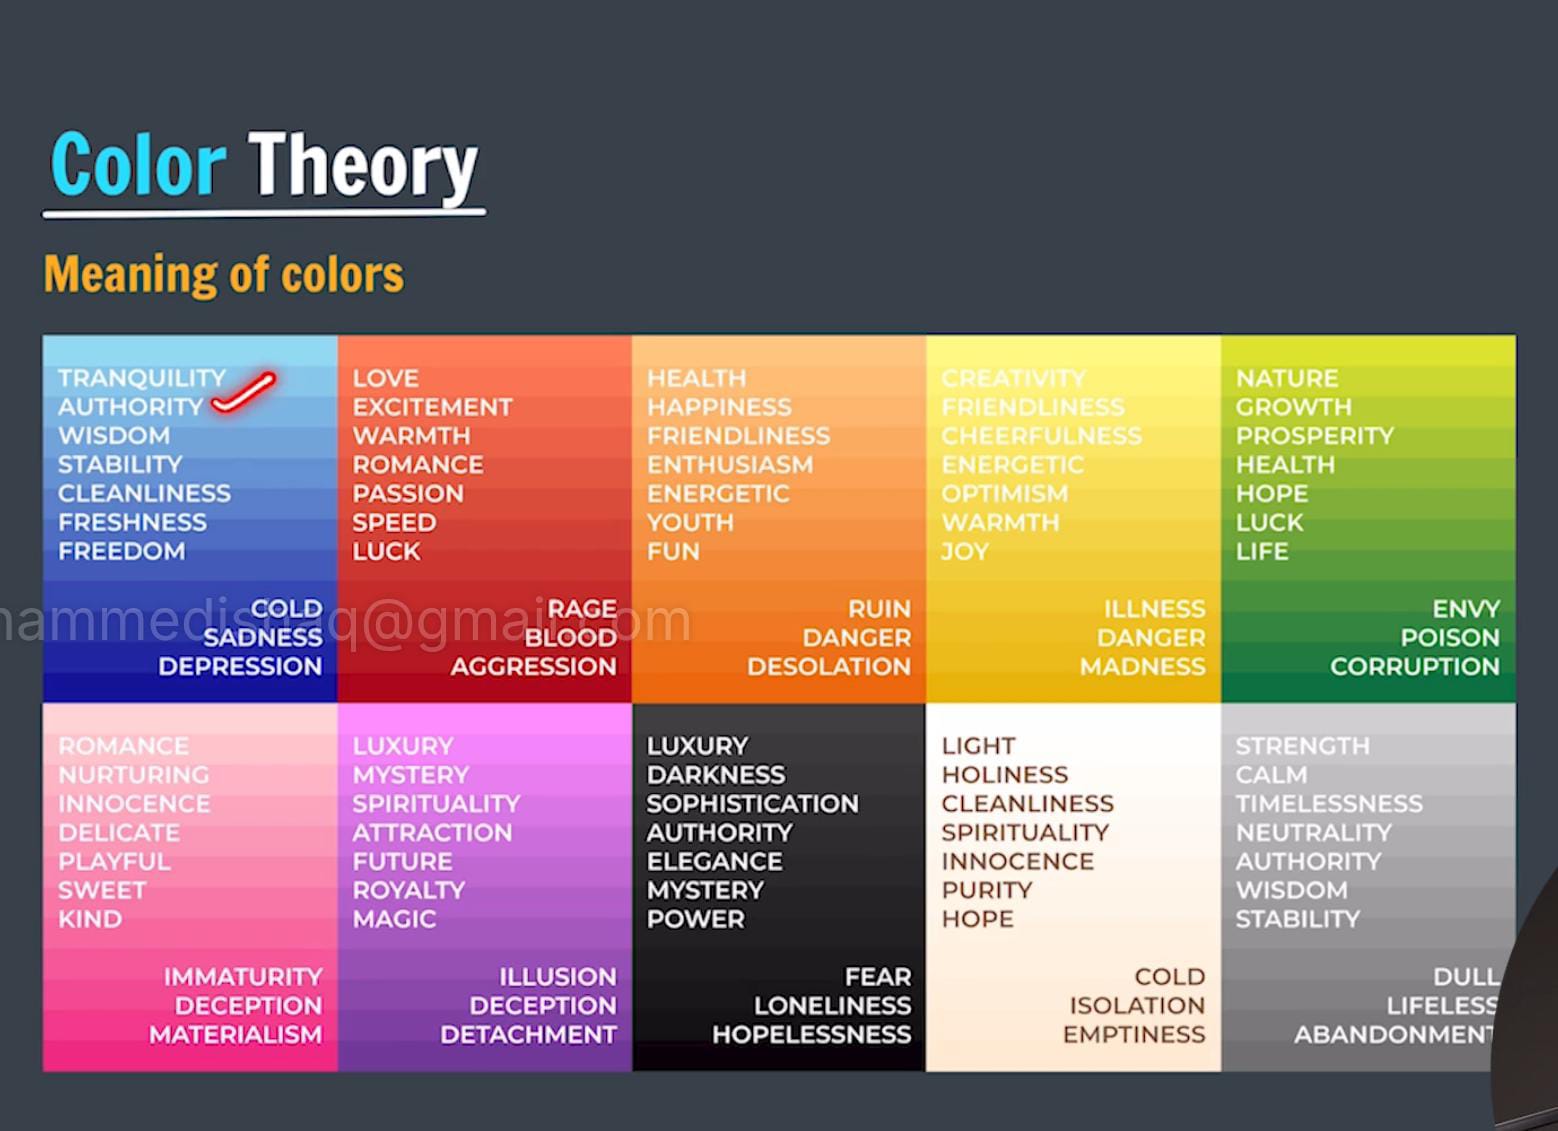 Color Theory
Meaning of colors
TRANQUILITY
AUTHORITY
WISDOM
STABILITY
CLEANLINESS
FRESHNESS
FREEDOM
COLD
SADNESS
DEPRESSION
LOVE
EXCITEMENT
WARMTH
ROMANCE
PASSION
SPEED
LUCK
RAGE
BLOOD
AGGRESSION
HEALTH
HAPPINESS
FRIENDLINESS
ENTHUSIASM
ENERGETIC
YOUTH
FUN
RUIN
DANGER
DESOLATION
CREATIVITY
FRIENDLINESS
CHEERFULNESS
ENERGETIC
OPTIMISM
WARMTH
JOY
ILLNESS
DANGER
MADNESS
NATURE
GROWTH
PROSPERITY
HEALTH
HOPE
LUCK
LIFE
ENVY
POISON
CORRUPTION
ROMANCE
NURTURING
INNOCENCE
DELICATE
PLAYFUL
SWEET
KIND
IMMATURITY
DECEPTION
MATERIALISM
LUXURY
MYSTERY
SPIRITUALITY
ATTRACTION
FUTURE
ROYALTY
MAGIC
ILLUSION
DECEPTION
DETACHMENT
LUXURY
DARKNESS
SOPHISTICATION
AUTHORITY
ELEGANCE
MYSTERY
POWER
FEAR
LONELINESS
HOPELESSNESS
LIGHT
HOLINESS
CLEANLINESS
SPIRITUALITY
INNOCENCE
PURITY
HOPE
COLD
ISOLATION
EMPTINESS
STRENGTH
CALM
TIMELESSNESS
NEUTRALITY
AUTHORITY
WISDOM
STABILITY
DULL
LIFELESS
ABANDONMENT